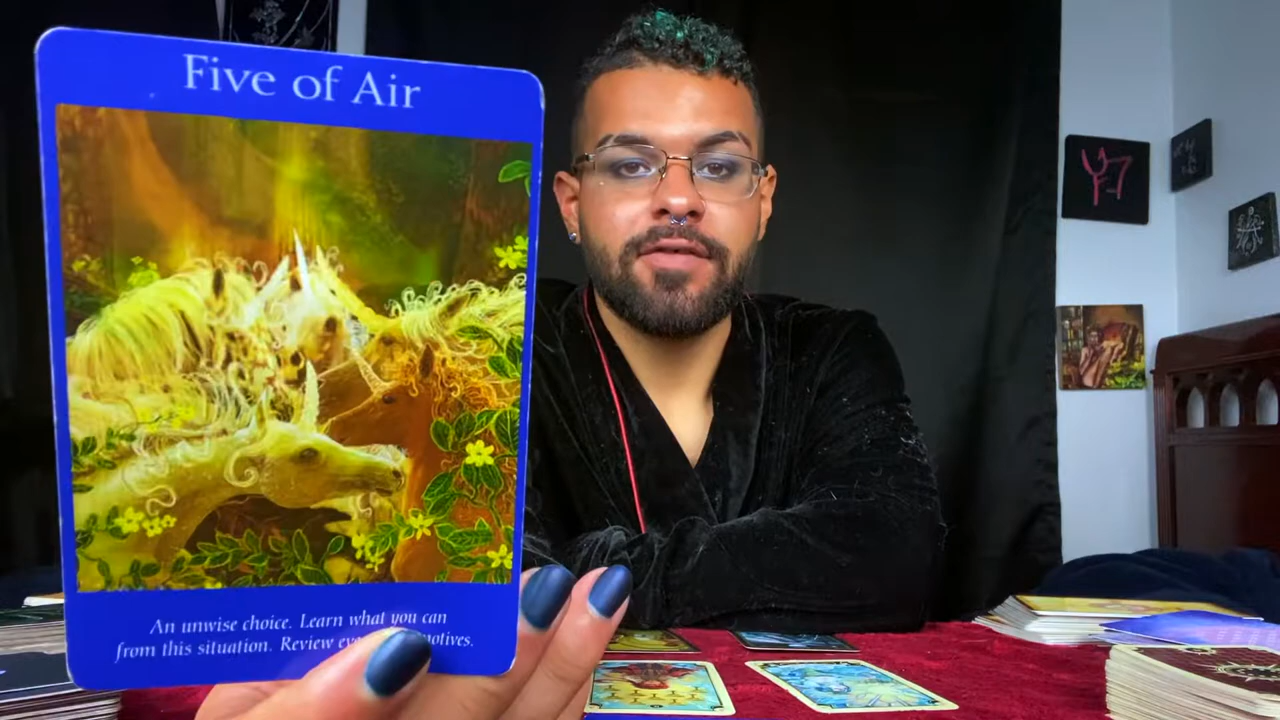 Five of Air
An unwise choice. Learn what you can
from this situation. Review motives.